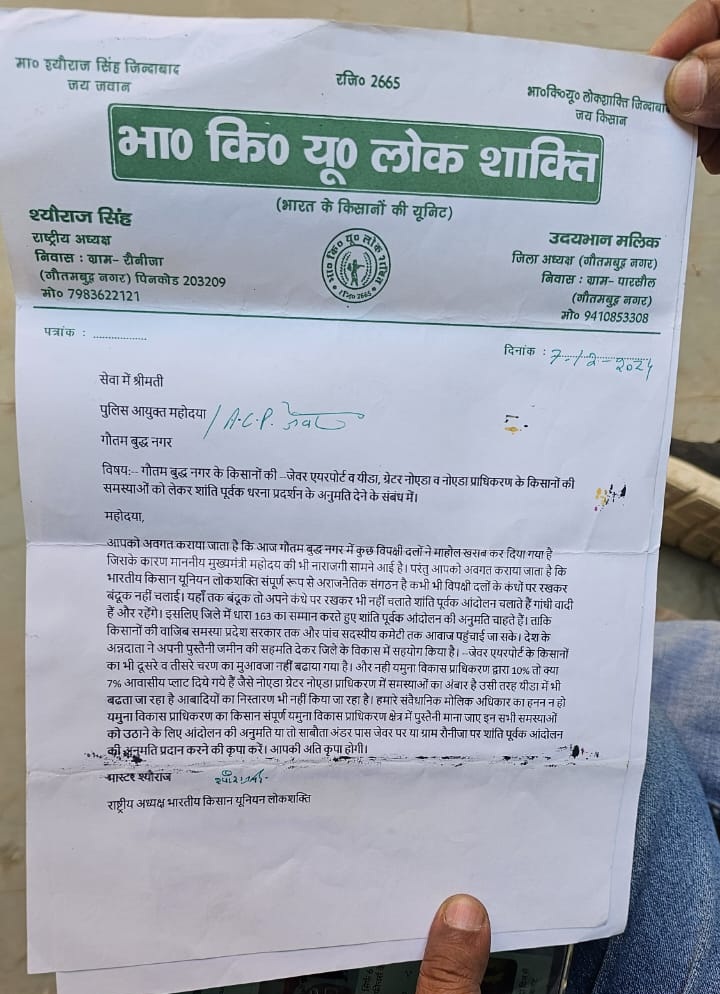 मा० श्यौराज सिंह जिन्दाबाद
जय जवान
रजि० 2665
भा०कि०यू० लोकशाक्ति जिन्दाबा
जय किसान
भा० कि० यू० लोक शाक्ति
(भारत के किसानों की यूनिट)
श्यौराज सिंह
राष्ट्रीय अध्यक्ष
निवास : ग्राम- रौनीजा
(गौतमबुद्व नगर) पिनकोड 203209
मो० 7983622121
भा० कि० यू० लोक शक्ति
रजि० 2665
उदयभान मलिक
जिला अध्यक्ष (गौतमबुद्व नगर)
निवास : ग्राम- पारसौल
(गौतमबुद्व नगर)
मो० 9410853308
पत्रांक : ..................
दिनांक : 7-12-2024
सेवा में श्रीमती
पुलिस आयुक्त महोदया / A.C.P. जेवर
गौतम बुद्ध नगर
विषय:-- गौतम बुद्ध नगर के किसानों की --जेवर एयरपोर्ट व यीडा, ग्रेटर नोएडा व नोएडा प्राधिकरण के किसानों की
समस्याओं को लेकर शांति पूर्वक धरना प्रदर्शन के अनुमति देने के संबंध में।
महोदया,
आपको अवगत कराया जाता है कि आज गौतम बुद्ध नगर में कुछ विपक्षी दलों ने माहोल खराब कर दिया गया है
जिसके कारण माननीय मुख्यमंत्री महोदय की भी नाराजगी सामने आई है। परंतु आपको अवगत कराया जाता है कि
भारतीय किसान यूनियन लोकशक्ति संपूर्ण रूप से अराजनेतिक संगठन है कभी भी विपक्षी दलों के कंधों पर रखकर
बंदूक नहीं चलाई। यहाँ तक बंदूक तो अपने कंधे पर रखकर भी नहीं चलाते शांति पूर्वक आंदोलन चलाते हैं गांधी वादी
हैं और रहेंगे। इसलिए जिले में धारा 163 का सम्मान करते हुए शांति पूर्वक आंदोलन की अनुमति चाहते हैं। ताकि
किसानों की वाजिब समस्या प्रदेश सरकार तक और पांच सदस्यीय कमेटी तक आवाज पहुंचाई जा सके। देश के
अन्नदाता ने अपनी पुस्तैनी जमीन की सहमति देकर जिले के विकास में सहयोग किया है। --जेवर एयरपोर्ट के किसानों
का भी दूसरे व तीसरे चरण का मुआवजा नहीं बढाया गया है। और नही यमुना विकास प्राधिकरण द्वारा 10% तो क्या
7% आवासीय प्लाट दिये गये हैं जैसे नोएडा ग्रेटर नोएडा प्राधिकरण में समस्याओं का अंबार है उसी तरह यीडा में भी
बढता जा रहा है आबादियों का निस्तारण भी नहीं किया जा रहा है। हमारे संवैधानिक मोलिक अधिकार का हनन न हो
यमुना विकास प्राधिकरण का किसान संपूर्ण यमुना विकास प्राधिकरण क्षेत्र में पुस्तैनी माना जाए इन सभी समस्याओं
को उठाने के लिए आंदोलन की अनुमति या तो साबौता अंडर पास जेवर पर या ग्राम रौनीजा पर शांति पूर्वक आंदोलन
की अनुमति प्रदान करने की कृपा करें। आपकी अति कृपा होगी।
मास्टर श्यौराज
राष्ट्रीय अध्यक्ष भारतीय किसान यूनियन लोकशक्ति